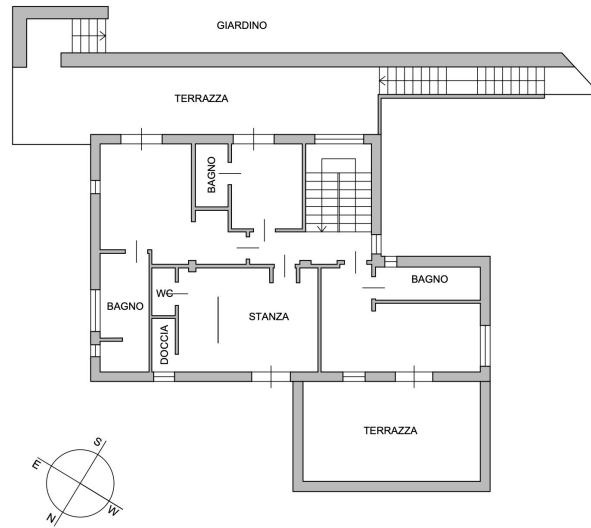 GIARDINO
TERRAZZA
BAGNO
BAGNO
WC
BAGNO
STANZA
DOCCIA
TERRAZZA
S
E
W
N